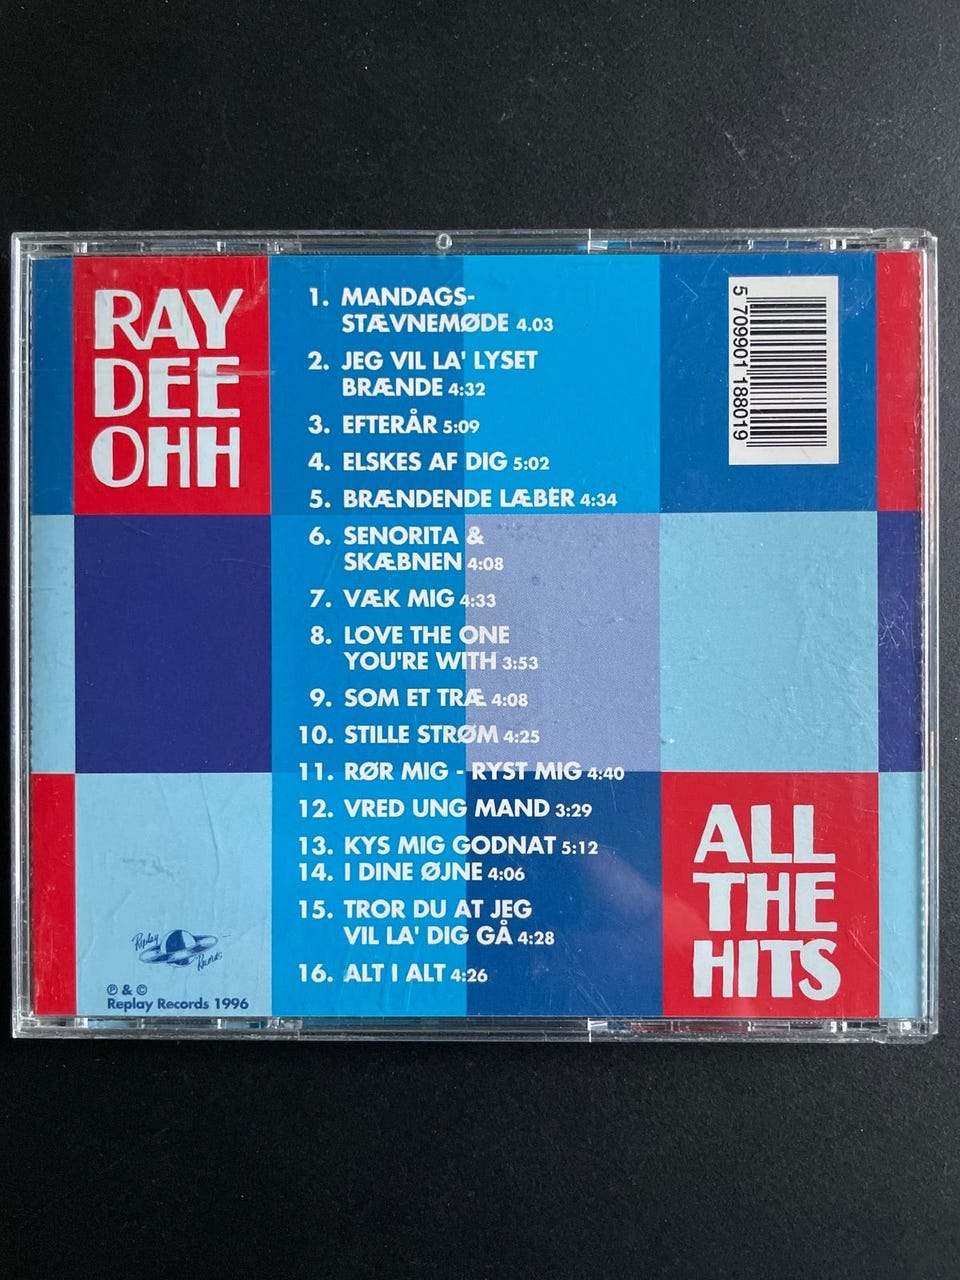 RAY
DEE
OHH
1. MANDAGS-
STÆVNEMØDE 4.03
2. JEG VIL LA' LYSET
BRÆNDE 4:32
3. EFTERÅR 5:09
4. ELSKES AF DIG 5:02
5. BRÆNDENDE LÆBER 4:34
6. SENORITA &
SKÆBNEN 4:08
7. VÆK MIG 4:33
8. LOVE THE ONE
YOU'RE WITH 3:53
9. SOM ET TRÆ 4:08
10. STILLE STRØM 4:25
11. RØR MIG - RYST MIG 4:40
12. VRED UNG MAND 3:29
13. KYS MIG GODNAT 5:12
14. I DINE ØJNE 4:06
15. TROR DU AT JEG
VIL LA' DIG GÅ 4:28
16. ALT I ALT 4:26
5 709901 188019
ALL
THE
HITS
Replay
Records
℗ & ©
Replay Records 1996